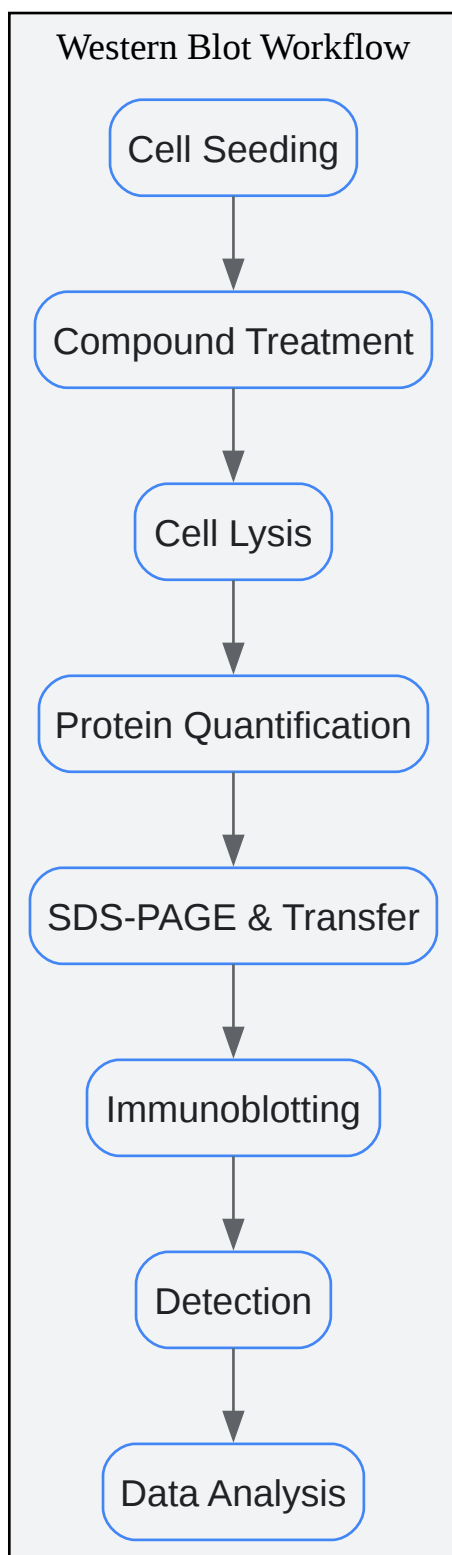 Western Blot Workflow
Cell Seeding
Compound Treatment
Cell Lysis
Protein Quantification
SDS-PAGE & Transfer
Immunoblotting
Detection
Data Analysis